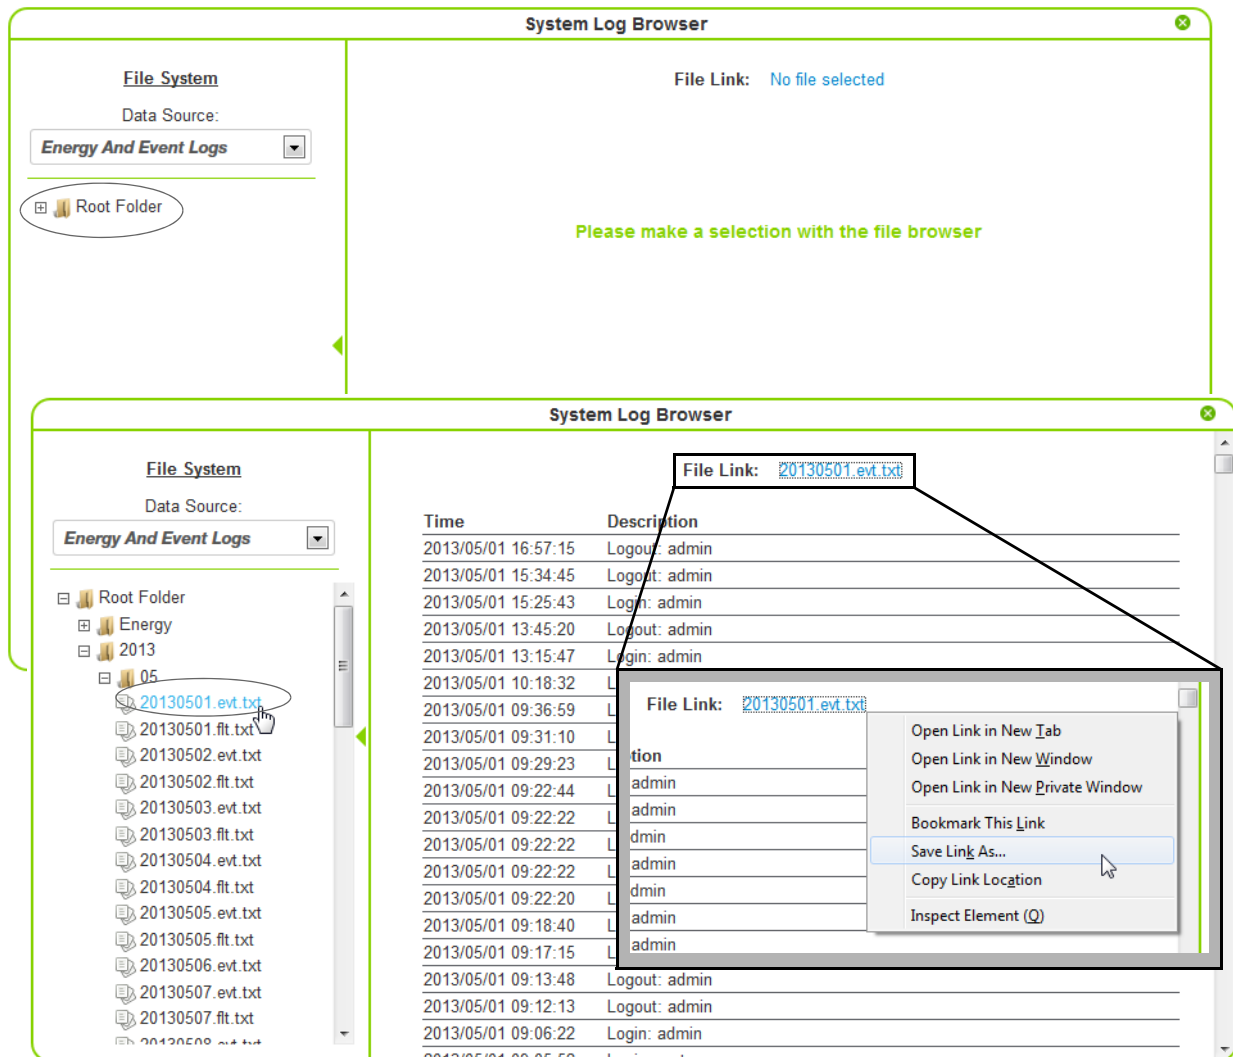 System Log Browser
File System
File Link: No file selected
Data Source:
Energy And Event Logs
Root Folder
Please make a selection with the file browser
System Log Browser
File System
File Link: 20130501.evt.txt
Data Source:
Energy And Event Logs
Root Folder
Energy
2013
05
20130501.evt.txt
20130501.flt.txt
20130502.evt.txt
20130502.flt.txt
20130503.evt.txt
20130503.flt.txt
20130504.evt.txt
20130504.flt.txt
20130505.evt.txt
20130505.flt.txt
20130506.evt.txt
20130507.evt.txt
20130507.flt.txt
20130508.evt.txt
Time Description
2013/05/01 16:57:15 Logout: admin
2013/05/01 15:34:45 Logout: admin
2013/05/01 15:25:43 Login: admin
2013/05/01 13:45:20 Logout: admin
2013/05/01 13:15:47 Login: admin
2013/05/01 10:18:32 L
2013/05/01 09:36:59 L
2013/05/01 09:31:10 L
2013/05/01 09:29:23 L
2013/05/01 09:22:44 L
2013/05/01 09:22:22 L
2013/05/01 09:22:22 L
2013/05/01 09:22:22 L
2013/05/01 09:22:20 L
2013/05/01 09:18:40 L
2013/05/01 09:17:15 L
2013/05/01 09:13:48 Logout: admin
2013/05/01 09:12:13 Logout: admin
2013/05/01 09:06:22 Login: admin
File Link: 20130501.evt.txt
tion
admin
admin
dmin
admin
dmin
admin
admin
Open Link in New Tab
Open Link in New Window
Open Link in New Private Window
Bookmark This Link
Save Link As...
Copy Link Location
Inspect Element (Q)